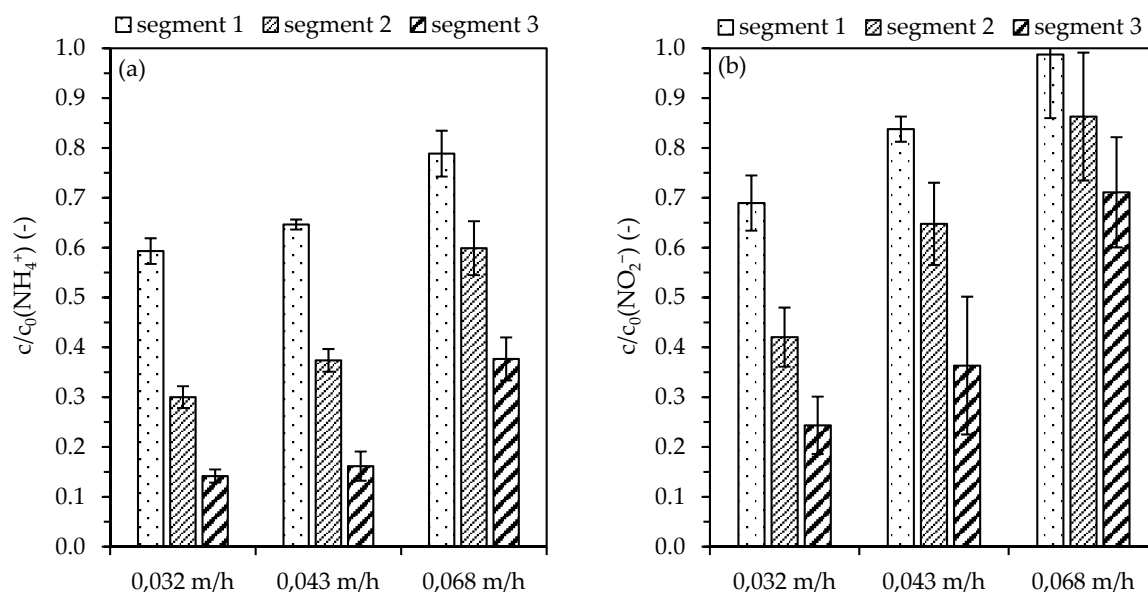 segment 1 segment 2 segment 3
(a)
1.0
0.9
0.8
0.7
0.6
0.5
0.4
0.3
0.2
0.1
0.0
c/c₀(NH₄⁺) (-)
0,032 m/h 0,043 m/h 0,068 m/h
segment 1 segment 2 segment 3
(b)
1.0
0.9
0.8
0.7
0.6
0.5
0.4
0.3
0.2
0.1
0.0
c/c₀(NO₂⁻) (-)
0,032 m/h 0,043 m/h 0,068 m/h